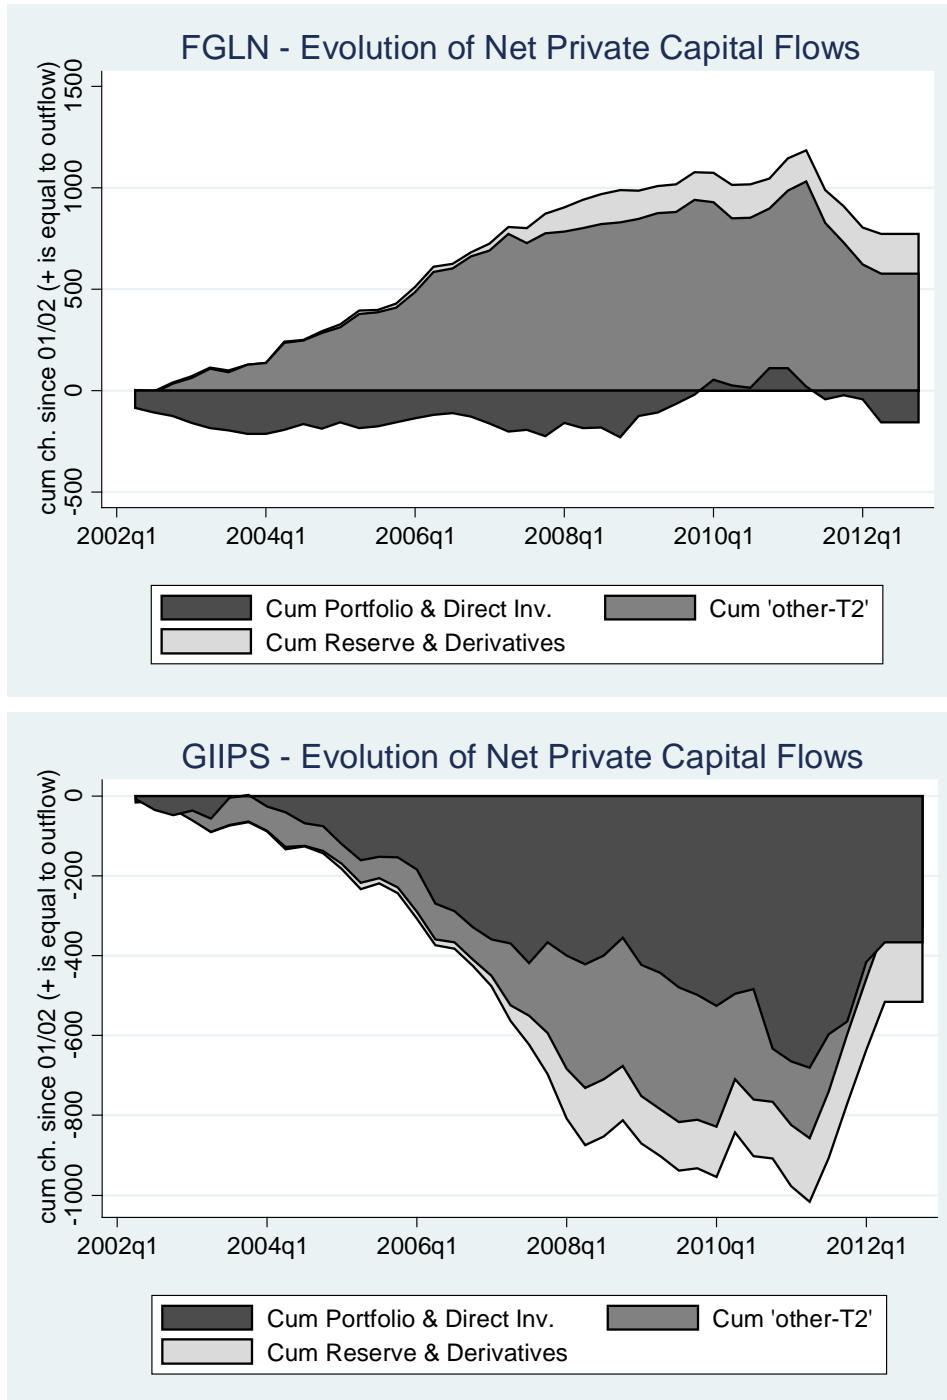 FGLN - Evolution of Net Private Capital Flows
cum ch. since 01/02 (+ is equal to outflow)
1500
1000
500
0
-500
2002q1 2004q1 2006q1 2008q1 2010q1 2012q1
Cum Portfolio & Direct Inv. Cum 'other-T2'
Cum Reserve & Derivatives
GIIPS - Evolution of Net Private Capital Flows
cum ch. since 01/02 (+ is equal to outflow)
0
-200
-400
-600
-800
-1000
2002q1 2004q1 2006q1 2008q1 2010q1 2012q1
Cum Portfolio & Direct Inv. Cum 'other-T2'
Cum Reserve & Derivatives